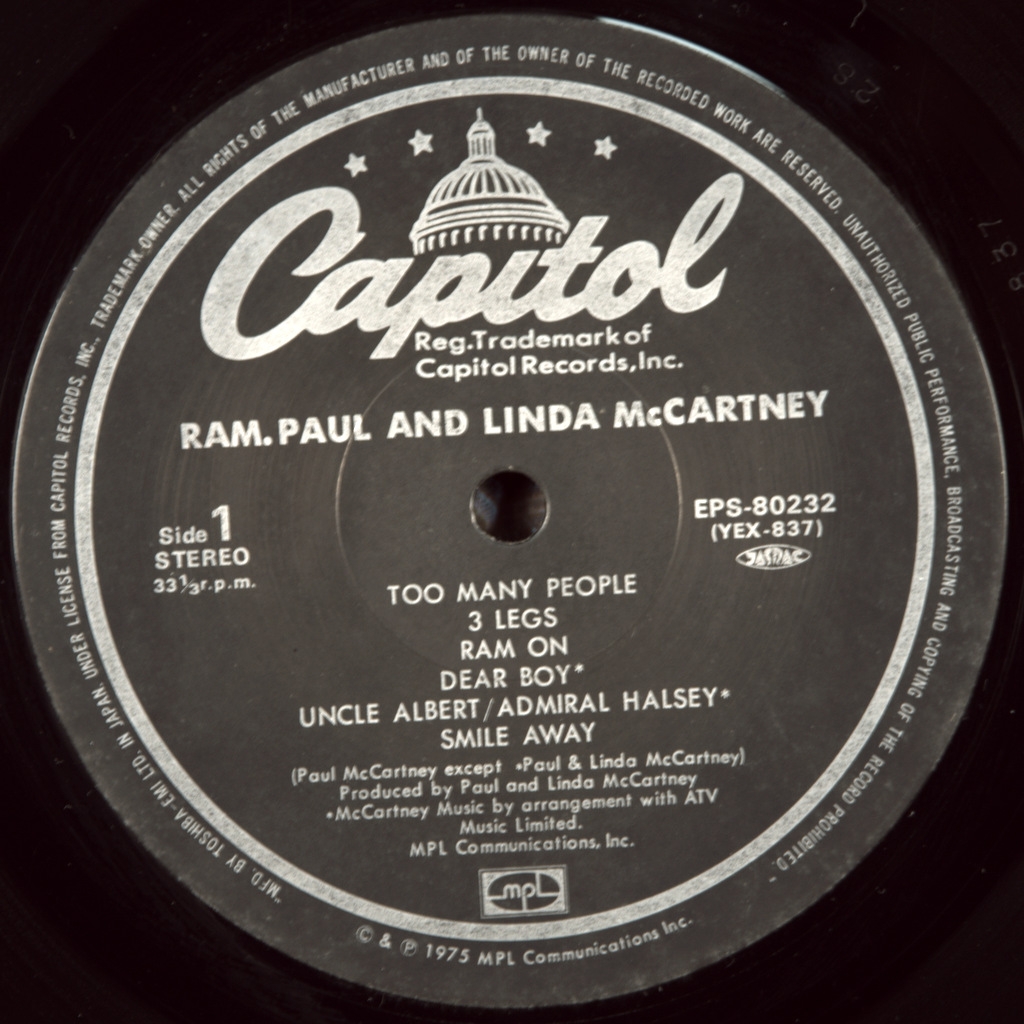 "MFD. BY TOSHIBA-EMI LTD. IN JAPAN. UNDER LICENSE FROM CAPITOL RECORDS, INC., TRADEMARK OWNER. ALL RIGHTS OF THE MANUFACTURER AND OF THE OWNER OF THE RECORDED WORK ARE RESERVED. UNAUTHORIZED PUBLIC PERFORMANCE, BROADCASTING AND COPYING OF THE RECORD PROHIBITED."
Capitol
Reg.Trademark of
Capitol Records, Inc.
RAM. PAUL AND LINDA McCARTNEY
Side 1
STEREO
33⅓r.p.m.
EPS-80232
(YEX-837)
JASRAC
TOO MANY PEOPLE
3 LEGS
RAM ON
DEAR BOY*
UNCLE ALBERT/ADMIRAL HALSEY*
SMILE AWAY
(Paul McCartney except *Paul & Linda McCartney)
Produced by Paul and Linda McCartney
*McCartney Music by arrangement with ATV
Music Limited.
MPL Communications, Inc.
mpL
© & ℗ 1975 MPL Communications Inc.